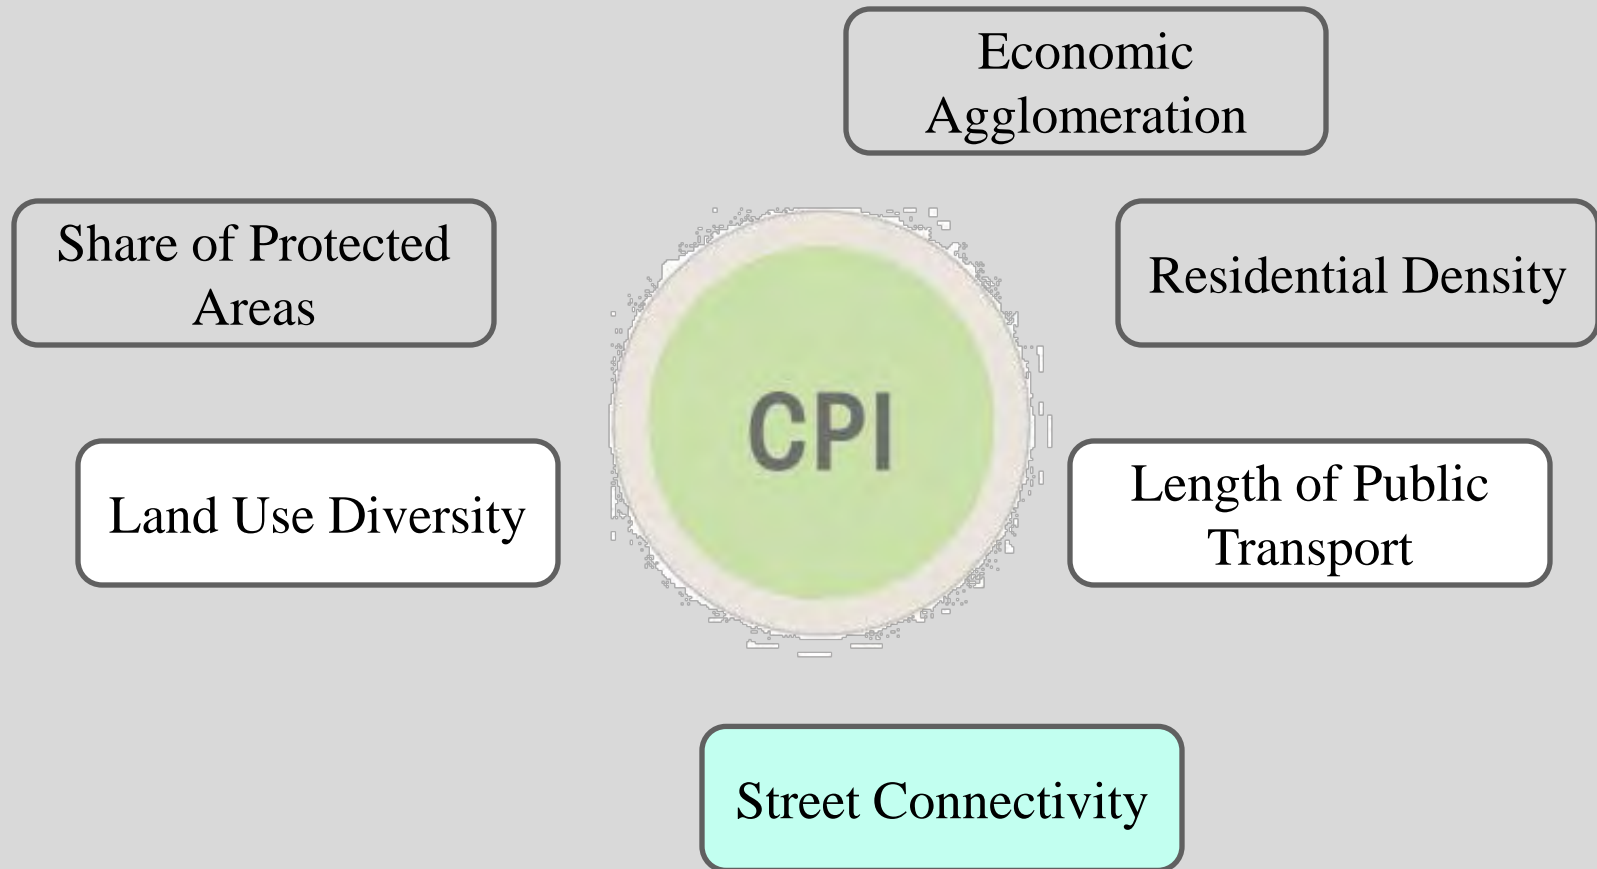 Economic
Agglomeration
Share of Protected
Areas
Residential Density
CPI
Land Use Diversity
Length of Public
Transport
Street Connectivity